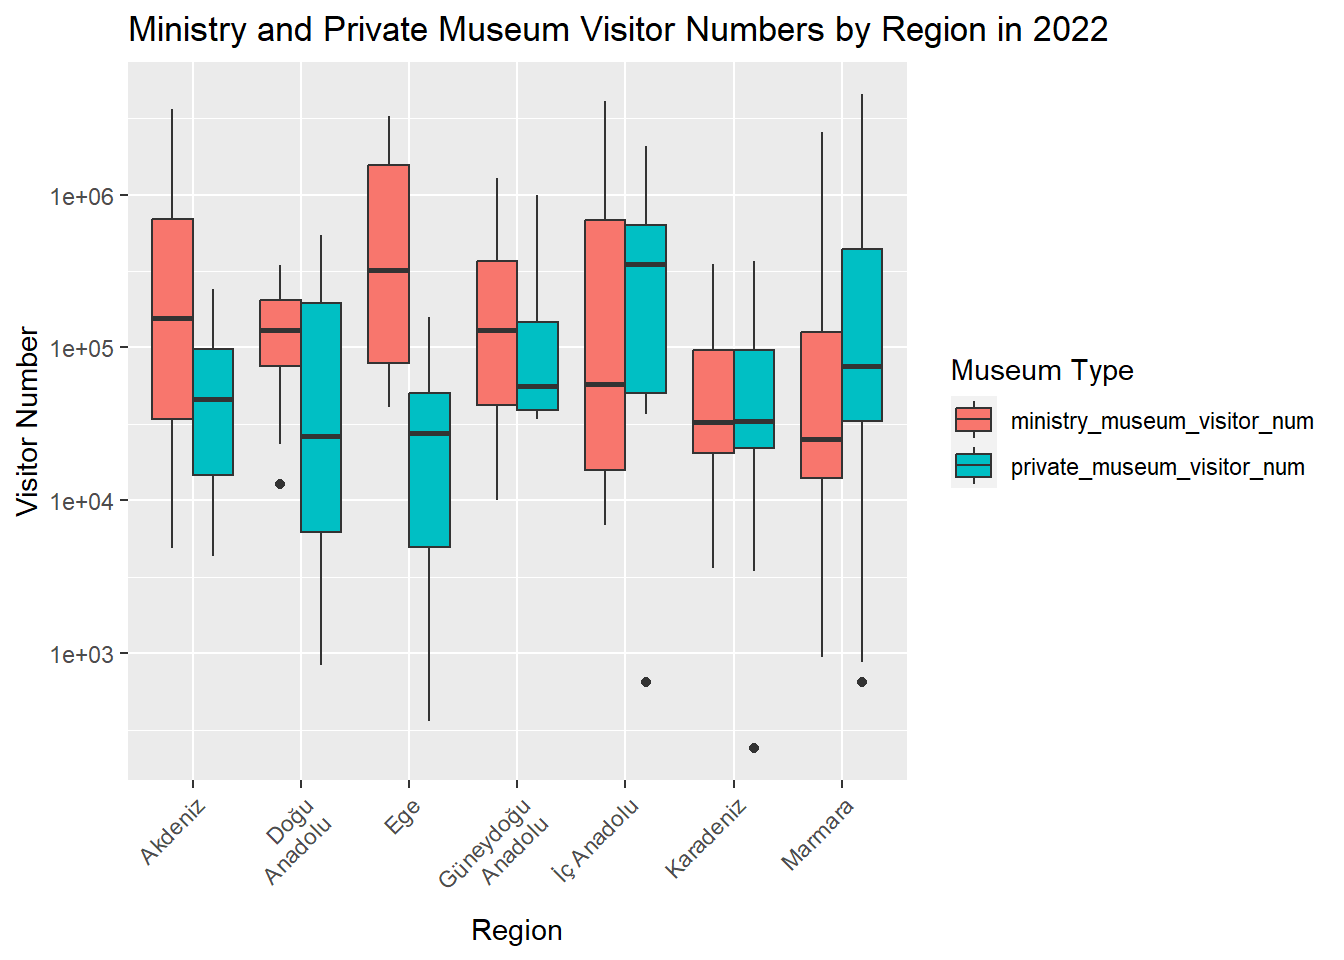 Ministry and Private Museum Visitor Numbers by Region in 2022
Visitor Number
1e+06
1e+05
1e+04
1e+03
Akdeniz
Doğu
Anadolu
Ege
Güneydoğu
Anadolu
İç Anadolu
Karadeniz
Marmara
Region
Museum Type
ministry_museum_visitor_num
private_museum_visitor_num